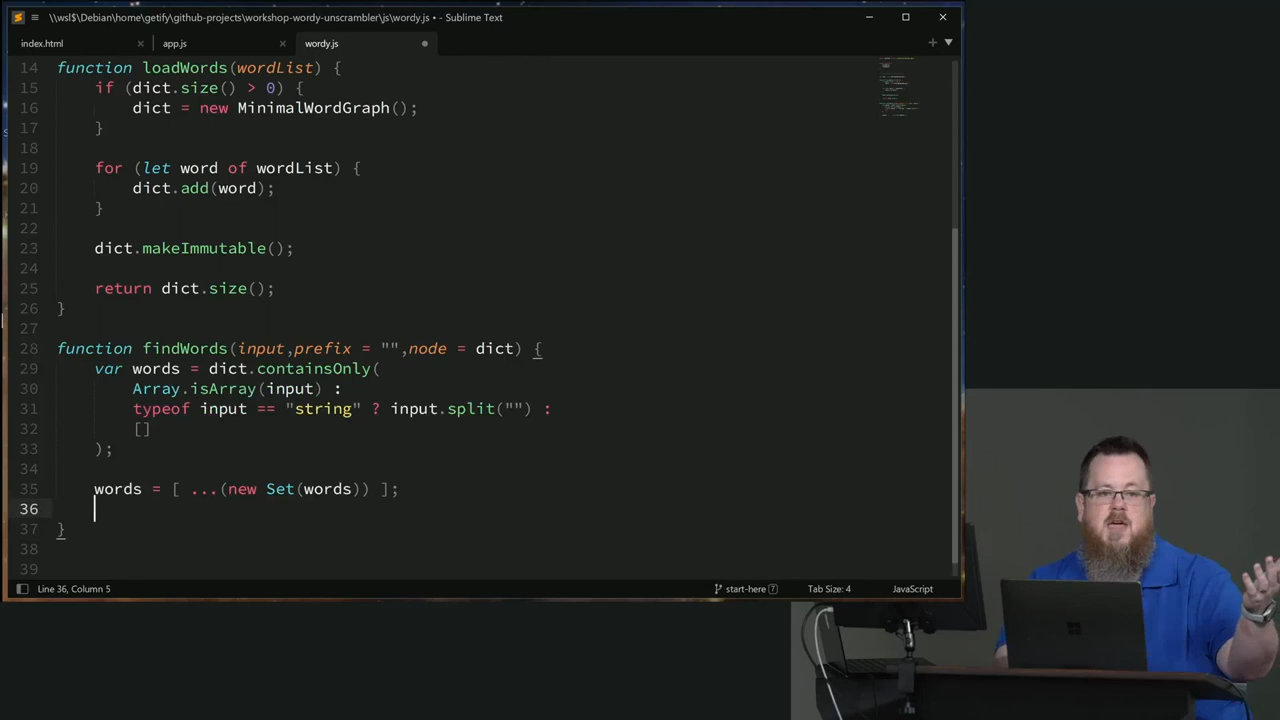 \\wsl$\Debian\home\getify\github-projects\workshop-wordy-unscrambler\js\wordy.js • - Sublime Text
index.html app.js wordy.js
14 function loadWords(wordList) {
15 if (dict.size() > 0) {
16 dict = new MinimalWordGraph();
17 }
18
19 for (let word of wordList) {
20 dict.add(word);
21 }
22
23 dict.makeImmutable();
24
25 return dict.size();
26 }
27
28 function findWords(input,prefix = "",node = dict) {
29 var words = dict.containsOnly(
30 Array.isArray(input) :
31 typeof input == "string" ? input.split("") :
32 []
33 );
34
35 words = [ ...(new Set(words)) ];
36
37 }
38
39
Line 36, Column 5 start-here 7 Tab Size: 4 JavaScript